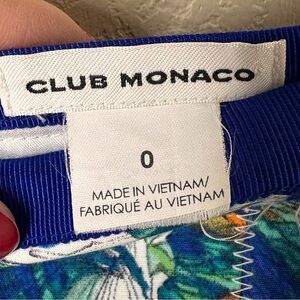 CLUB MONACO
0
MADE IN VIETNAM/
FABRIQUÉ AU VIETNAM